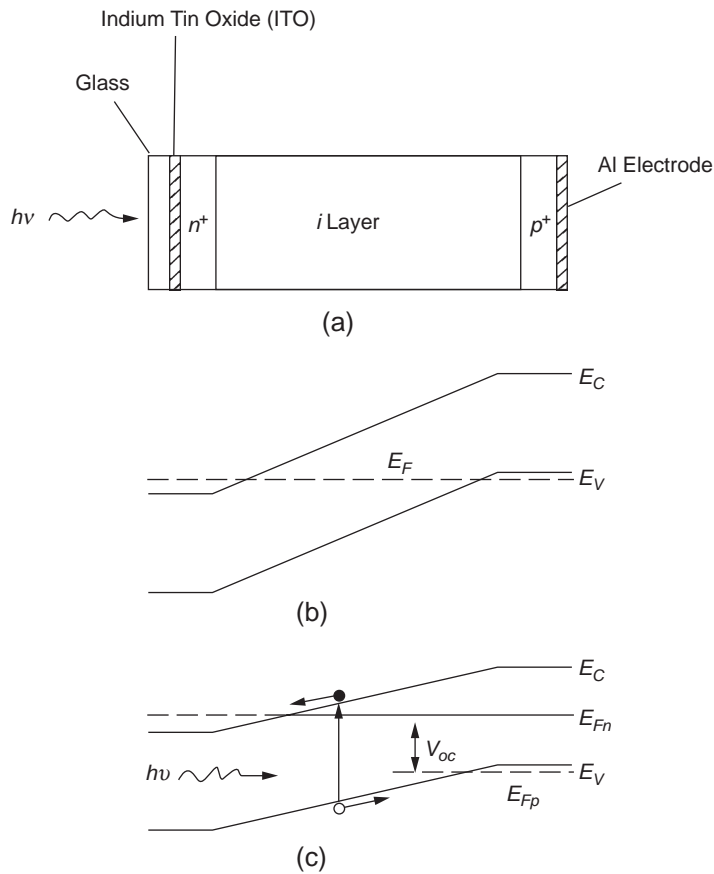 Indium Tin Oxide (ITO)
Glass
Al Electrode
hν
n⁺
i Layer
p⁺
(a)
E_C
E_F
E_V
(b)
E_C
E_Fn
V_oc
hυ
E_V
E_Fp
(c)